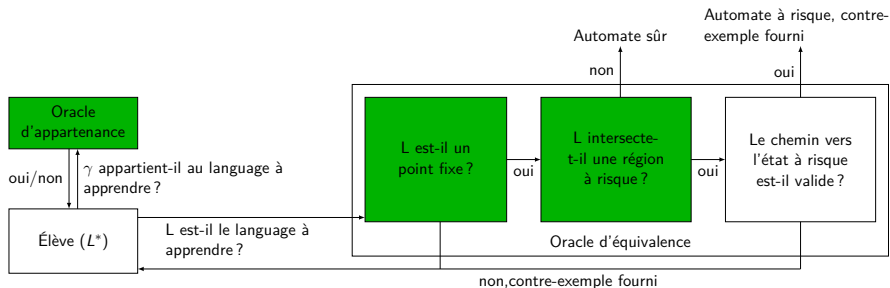 Automate à risque, contre-
exemple fourni
Automate sûr
non
oui
Oracle
d'appartenance
L est-il un
point fixe ?
L intersecte-
t-il une région
à risque ?
Le chemin vers
l'état à risque
est-il valide ?
oui
oui
oui/non
γ appartient-il au language à
apprendre ?
Élève (L*)
L est-il le language à
apprendre ?
Oracle d'équivalence
non,contre-exemple fourni